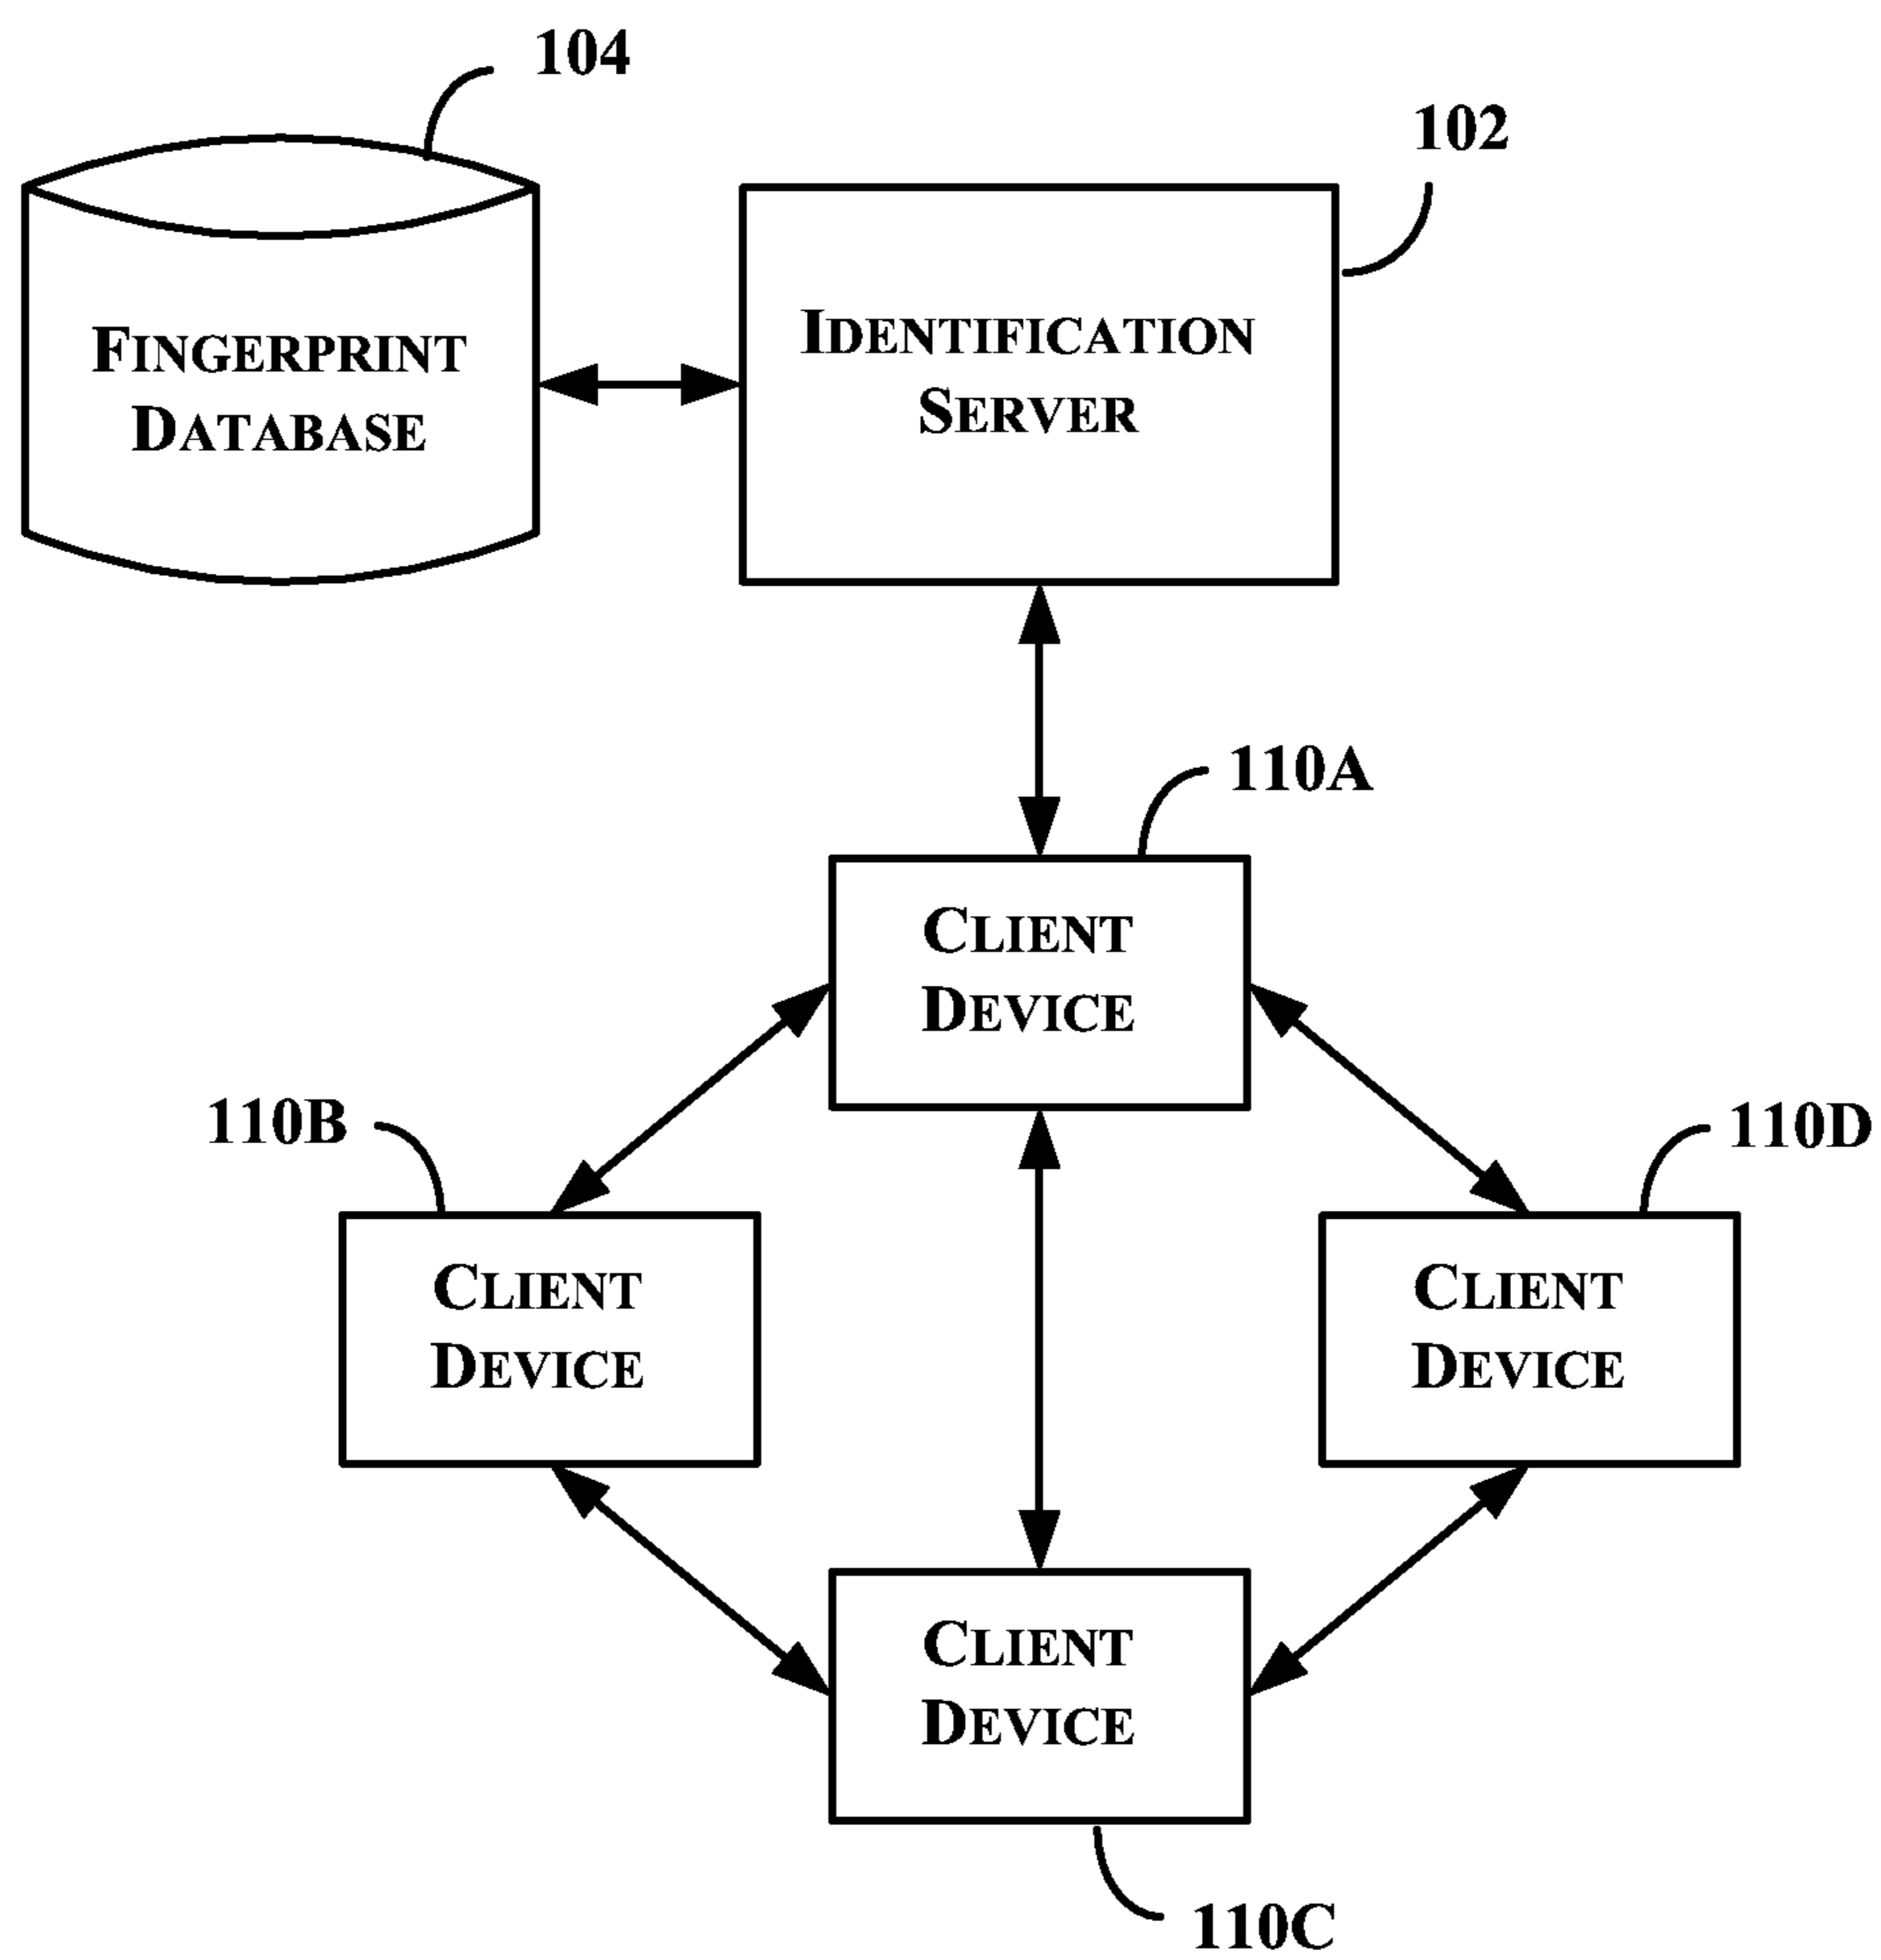 104
102
FINGERPRINT
DATABASE
IDENTIFICATION
SERVER
110A
CLIENT
DEVICE
110B
110D
CLIENT
DEVICE
CLIENT
DEVICE
CLIENT
DEVICE
110C